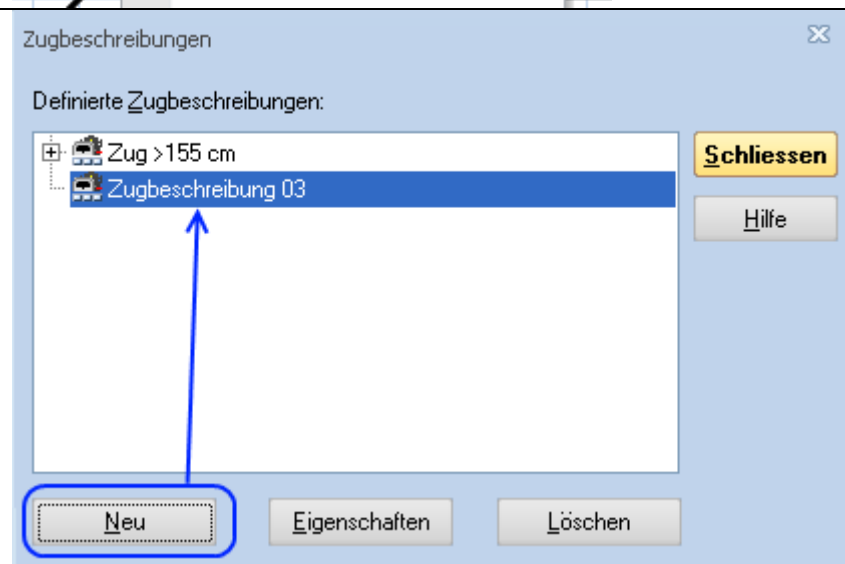 Zugbeschreibungen
Definierte Zugbeschreibungen:
Zug >155 cm
Schliessen
Zugbeschreibung 03
Hilfe
Neu
Eigenschaften
Löschen